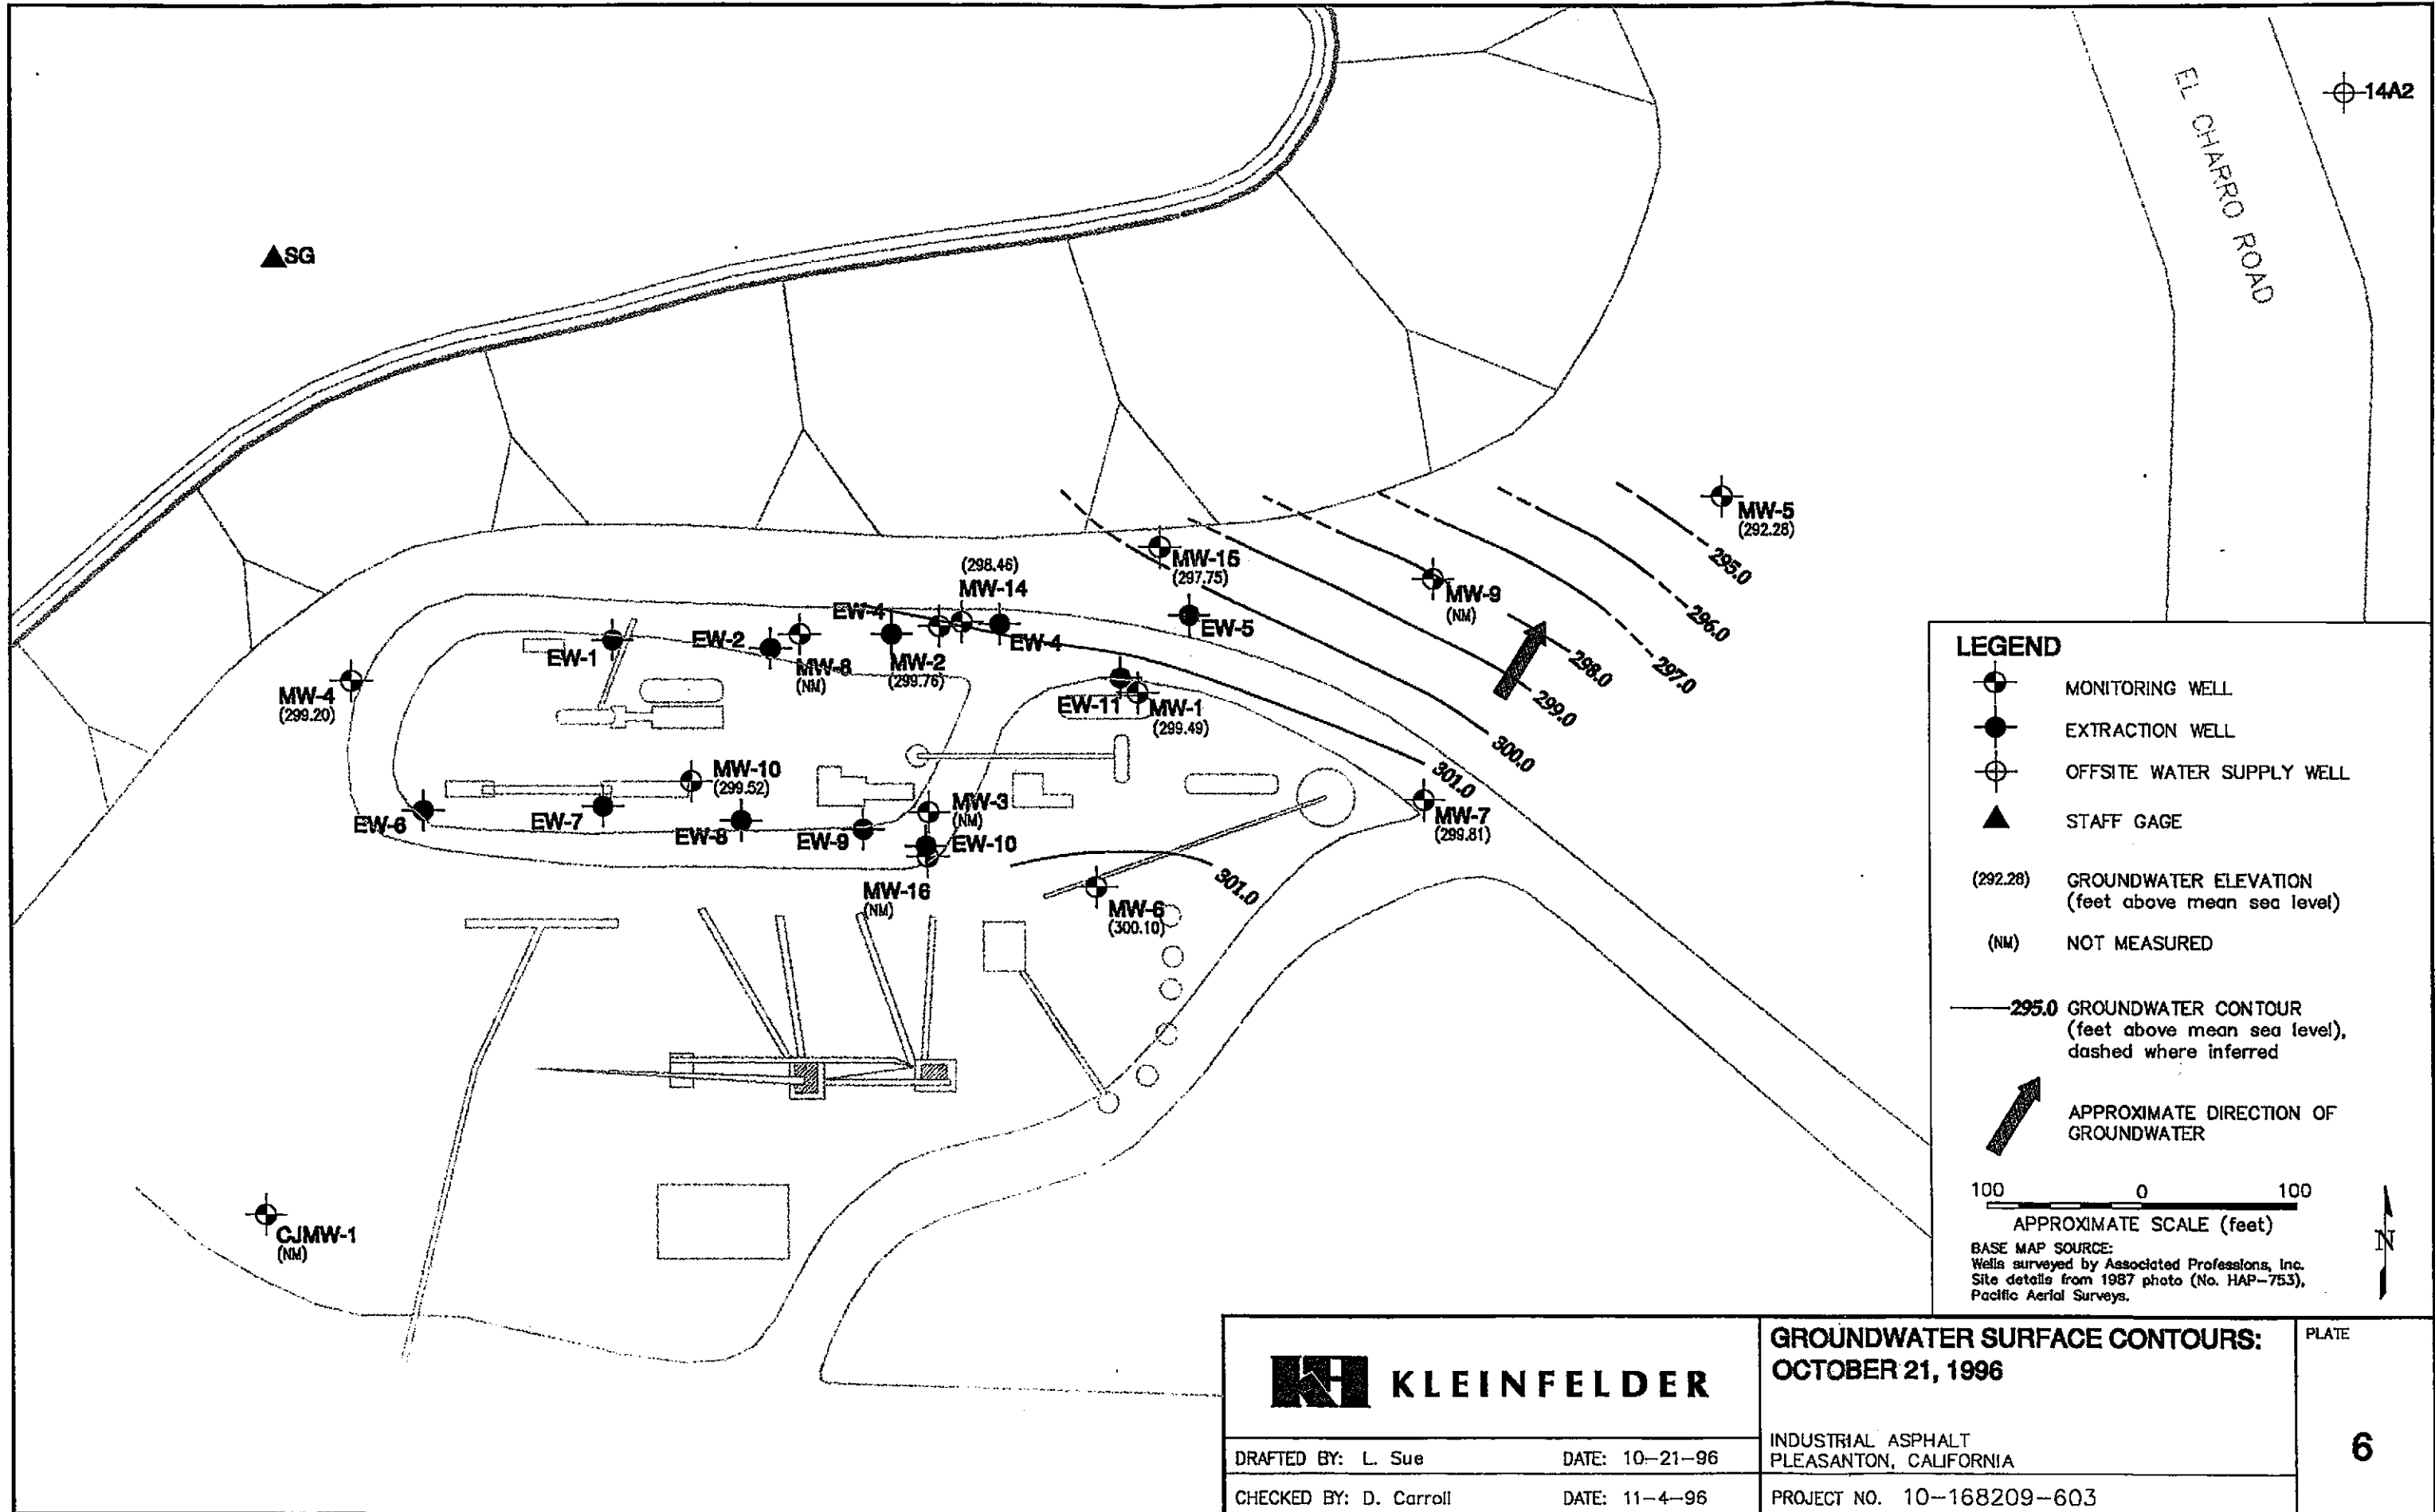 EL CHARRO ROAD
14A2
SG
MW-5
(292.28)
295.0
MW-15
(297.75)
(298.46)
MW-14
MW-9
(NM)
296.0
EW-4
EW-5
EW-4
EW-2
EW-1
MW-8
(NM)
MW-2
(299.76)
298.0
297.0
MW-4
(299.20)
EW-11
MW-1
(299.49)
299.0
300.0
301.0
MW-10
(299.52)
MW-3
(NM)
MW-7
(299.81)
EW-6
EW-7
EW-8
EW-9
EW-10
MW-16
(NM)
301.0
MW-6
(300.10)
CJMW-1
(NM)
LEGEND
MONITORING WELL
EXTRACTION WELL
OFFSITE WATER SUPPLY WELL
STAFF GAGE
(292.28) GROUNDWATER ELEVATION
(feet above mean sea level)
(NM) NOT MEASURED
295.0 GROUNDWATER CONTOUR
(feet above mean sea level),
dashed where inferred
APPROXIMATE DIRECTION OF
GROUNDWATER
100 0 100
APPROXIMATE SCALE (feet)
N
BASE MAP SOURCE:
Wells surveyed by Associated Professions, Inc.
Site details from 1987 photo (No. HAP-753),
Pacific Aerial Surveys.
KH KLEINFELDER
DRAFTED BY: L. Sue DATE: 10-21-96
CHECKED BY: D. Carroll DATE: 11-4-96
GROUNDWATER SURFACE CONTOURS:
OCTOBER 21, 1996
INDUSTRIAL ASPHALT
PLEASANTON, CALIFORNIA
PROJECT NO. 10-168209-603
PLATE
6